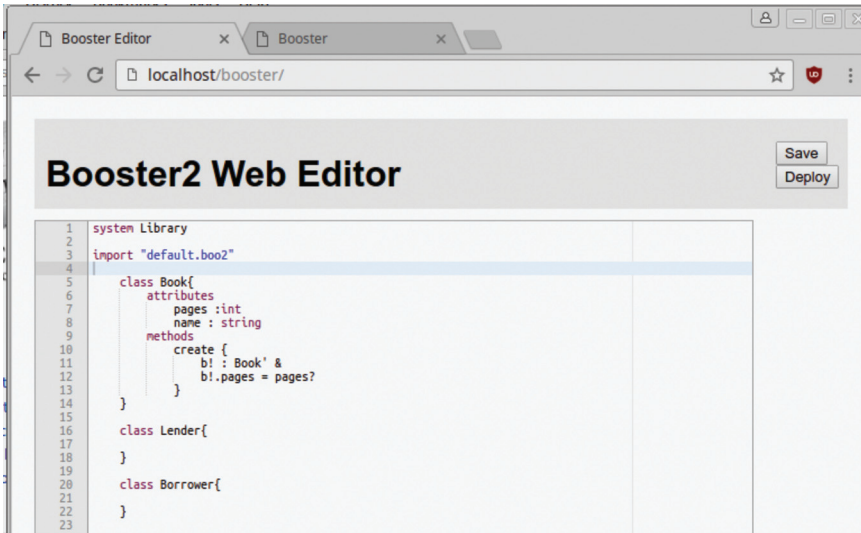 Booster Editor × Booster ×
localhost/booster/
Booster2 Web Editor
Save
Deploy
1 system Library
2
3 import "default.boo2"
4
5 class Book{
6 attributes
7 pages :int
8 name : string
9 methods
10 create {
11 b! : Book' &
12 b!.pages = pages?
13 }
14 }
15
16 class Lender{
17
18 }
19
20 class Borrower{
21
22 }
23